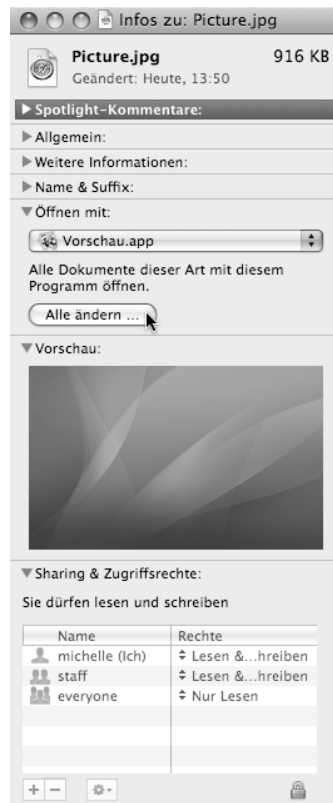 Infos zu: Picture.jpg
Picture.jpg 916 KB
Geändert: Heute, 13:50
Spotlight-Kommentare:
Allgemein:
Weitere Informationen:
Name & Suffix:
Öffnen mit:
Vorschau.app
Alle Dokumente dieser Art mit diesem
Programm öffnen.
Alle ändern ...
Vorschau:
Sharing & Zugriffsrechte:
Sie dürfen lesen und schreiben
Name Rechte
michelle (Ich) Lesen &...hreiben
staff Lesen &...hreiben
everyone Nur Lesen